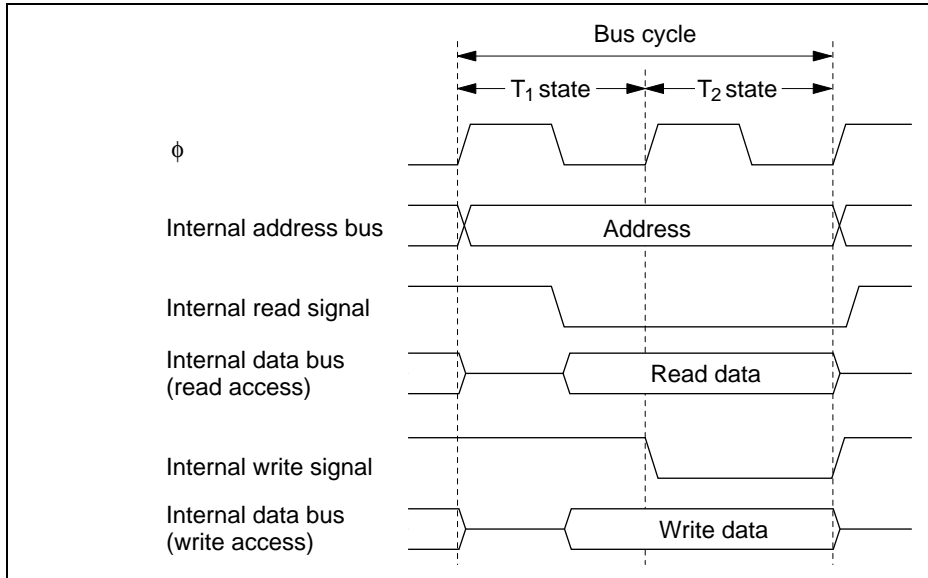 Bus cycle
T1 state
T2 state
ϕ
Internal address bus
Address
Internal read signal
Internal data bus
(read access)
Read data
Internal write signal
Internal data bus
(write access)
Write data